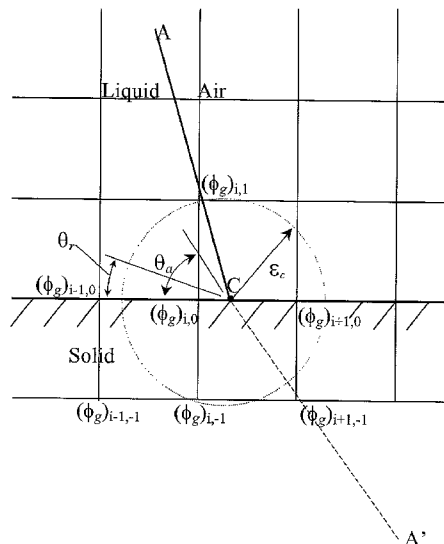 A
Liquid Air
(ϕg)i,1
θr
θa
εc
C
(ϕg)i-1,0
(ϕg)i,0
(ϕg)i+1,0
Solid
(ϕg)i-1,-1
(ϕg)i,-1
(ϕg)i+1,-1
A’